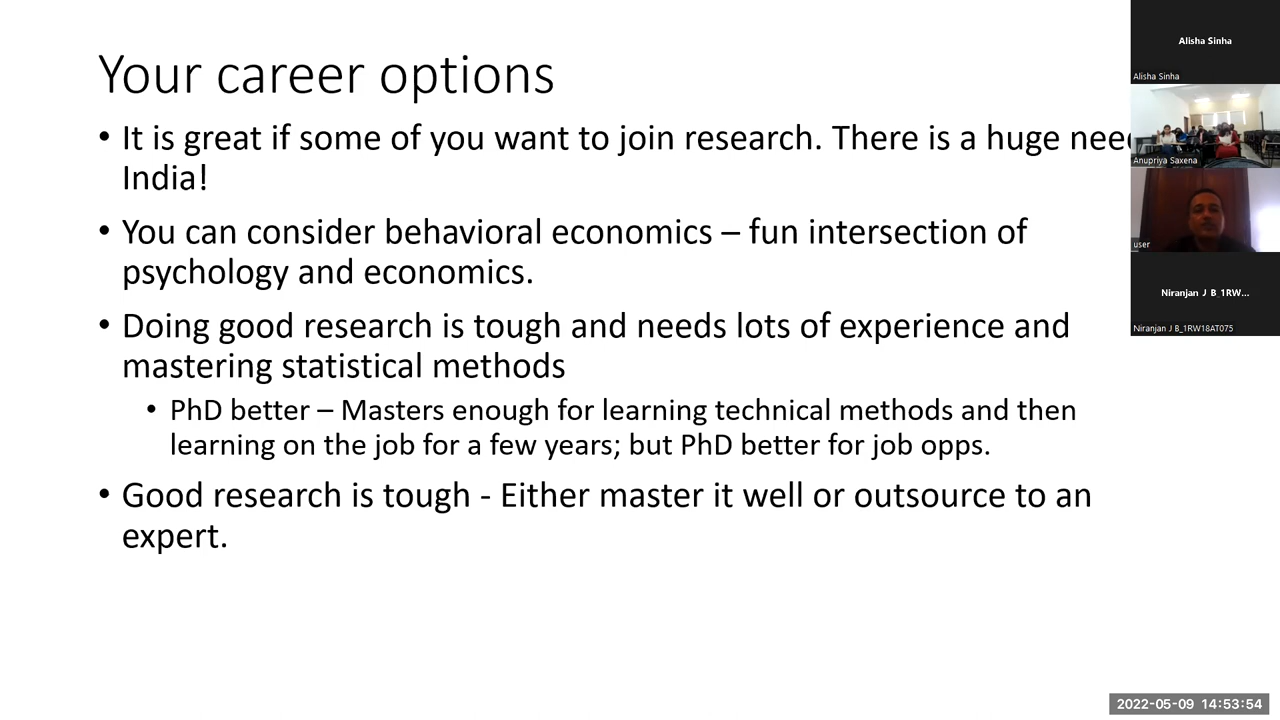 Your career options
• It is great if some of you want to join research. There is a huge
India!
• You can consider behavioral economics – fun intersection of
psychology and economics.
• Doing good research is tough and needs lots of experience and
mastering statistical methods
• PhD better – Masters enough for learning technical methods and then
learning on the job for a few years; but PhD better for job opps.
• Good research is tough - Either master it well or outsource to an
expert.
Alisha Sinha
Alisha Sinha
Anupriya Saxena
user
Niranjan J B_1RW...
Niranjan J B_1RW18AT075
2022-05-09 14:53:54